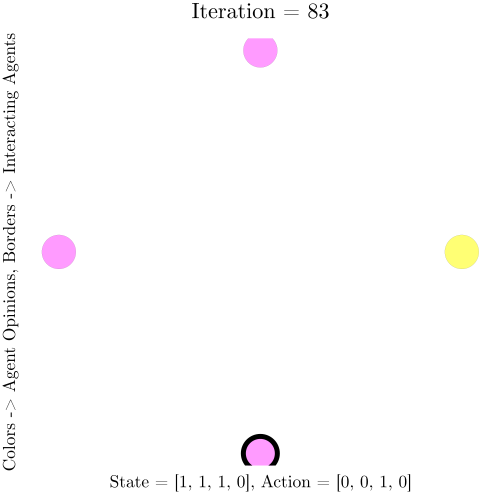 Iteration = 83
Colors -> Agent Opinions, Borders -> Interacting Agents
State = [1, 1, 1, 0], Action = [0, 0, 1, 0]